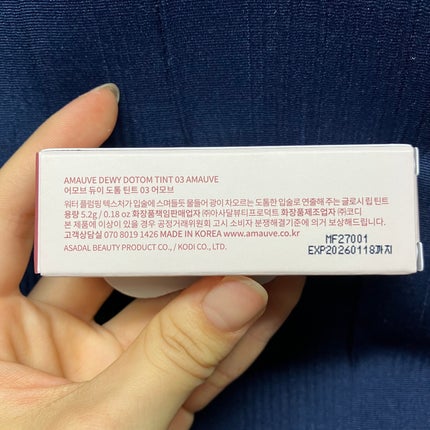 AMAUVE DEWY DOTOM TINT 03 AMAUVE
어모브 듀이 도톰 틴트 03 어모브
워터 플럼핑 텍스처가 입술에 스며들듯 물들어 광이 차오르는 도톰한 입술로 연출해 주는 글로시 립 틴트
용량 5.2g / 0.18 oz 화장품책임판매업자 ㈜아사달뷰티프로덕트 화장품제조업자 ㈜코디
본 제품에 이상이 있을 경우 공정거래위원회 고시 소비자 분쟁해결기준에 의거 보상해드립니다.
고객상담실 070 8019 1426 MADE IN KOREA www.amauve.co.kr
ASADAL BEAUTY PRODUCT CO., / KODI CO., LTD.
MF27001
EXP20260118까지